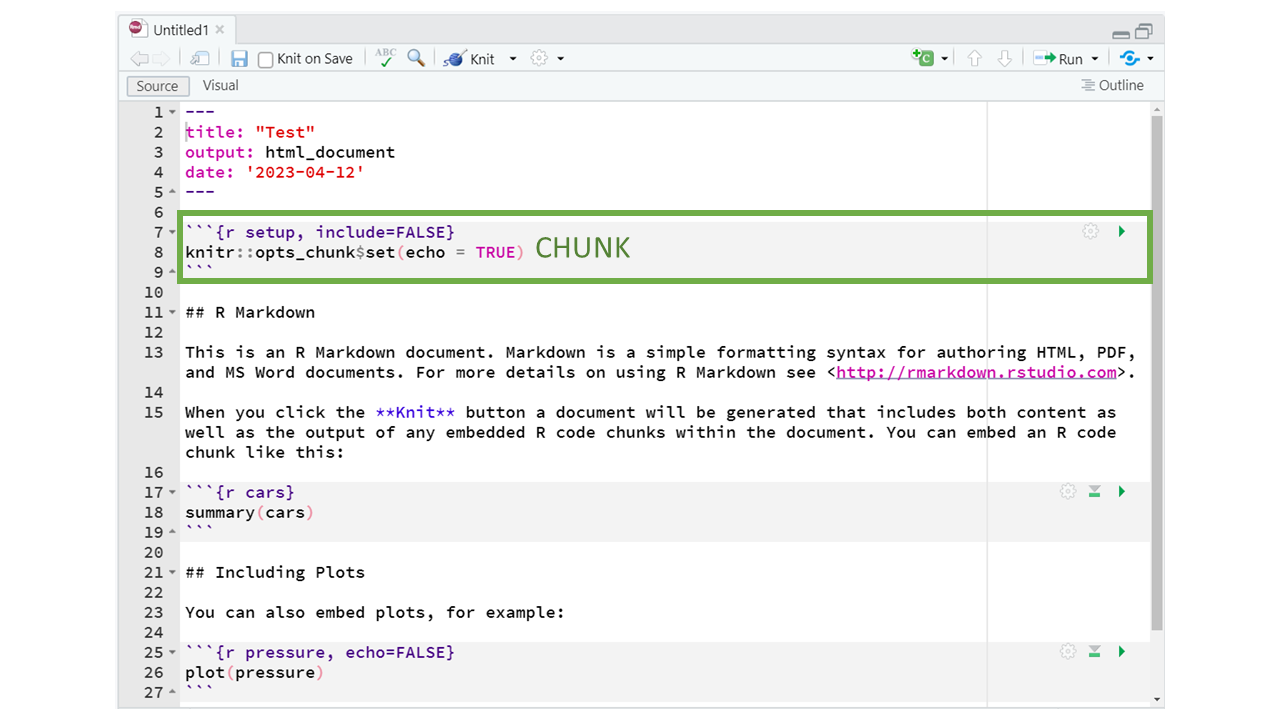 Untitled1
Knit on Save ABC Knit C Run
Source Visual Outline
1 ---
2 title: "Test"
3 output: html_document
4 date: '2023-04-12'
5 ---
6
7 ```{r setup, include=FALSE}
8 knitr::opts_chunk$set(echo = TRUE) CHUNK
9 ```
10
11 ## R Markdown
12
13 This is an R Markdown document. Markdown is a simple formatting syntax for authoring HTML, PDF,
and MS Word documents. For more details on using R Markdown see <http://rmarkdown.rstudio.com>.
14
15 When you click the **Knit** button a document will be generated that includes both content as
well as the output of any embedded R code chunks within the document. You can embed an R code
chunk like this:
16
17 ```{r cars}
18 summary(cars)
19 ```
20
21 ## Including Plots
22
23 You can also embed plots, for example:
24
25 ```{r pressure, echo=FALSE}
26 plot(pressure)
27 ```